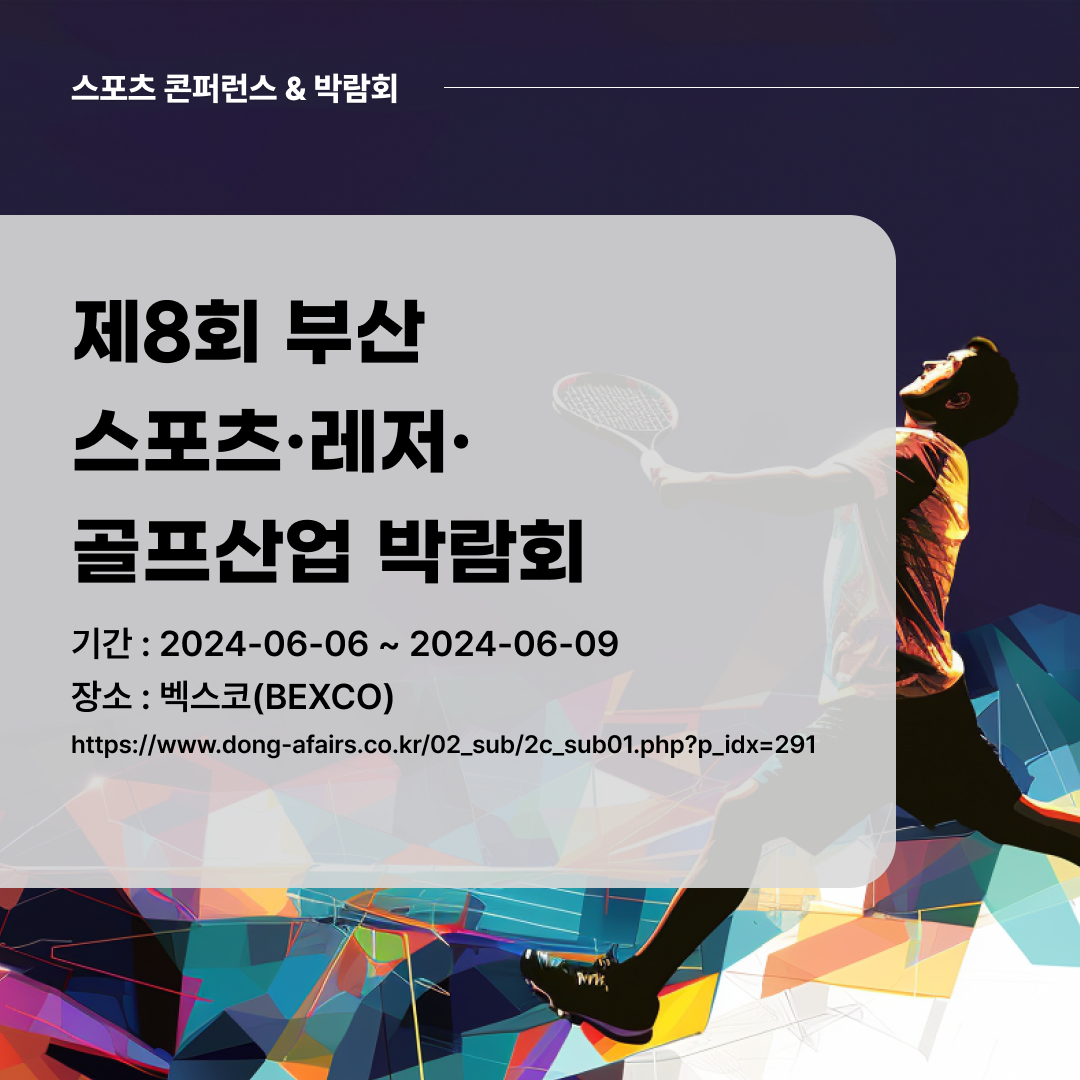 스포츠 콘퍼런스 & 박람회
제8회 부산
스포츠·레저·
골프산업 박람회
기간 : 2024-06-06 ~ 2024-06-09
장소 : 벡스코(BEXCO)
https://www.dong-afairs.co.kr/02_sub/2c_sub01.php?p_idx=291